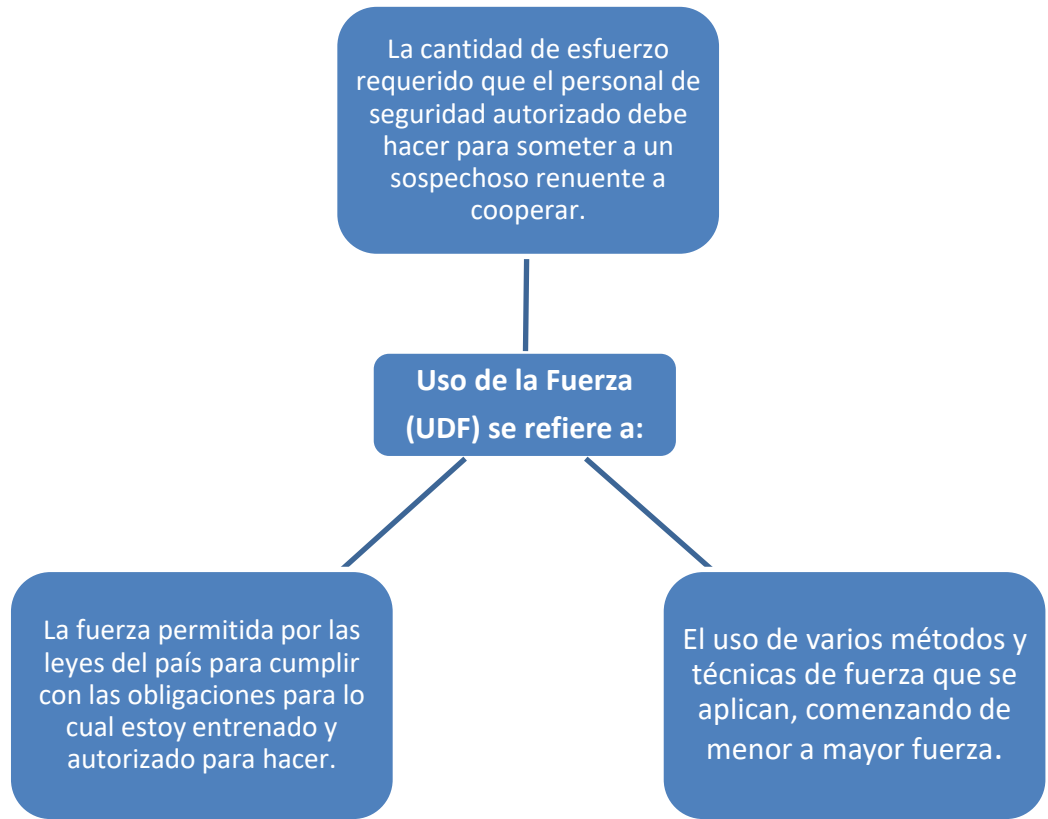 La cantidad de esfuerzo
requerido que el personal de
seguridad autorizado debe
hacer para someter a un
sospechoso renuente a
cooperar.
Uso de la Fuerza
(UDF) se refiere a:
La fuerza permitida por las
leyes del país para cumplir
con las obligaciones para lo
cual estoy entrenado y
autorizado para hacer.
El uso de varios métodos y
técnicas de fuerza que se
aplican, comenzando de
menor a mayor fuerza.